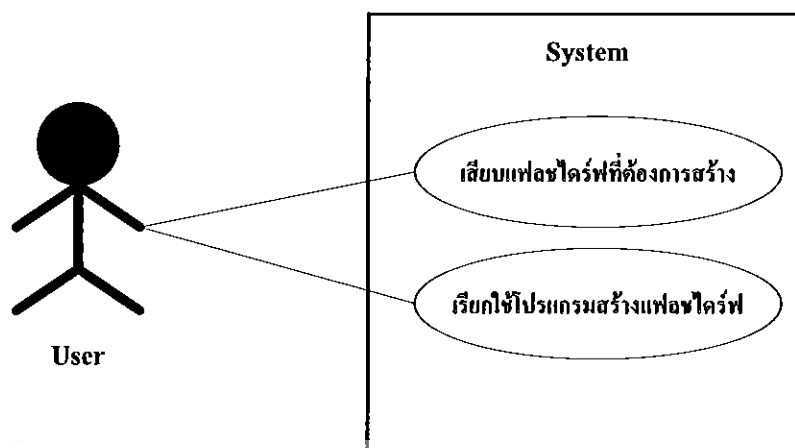 System
เสียบแฟลชไดร์ฟที่ต้องการสร้าง
เรียกใช้โปรแกรมสร้างแฟลชไดร์ฟ
User